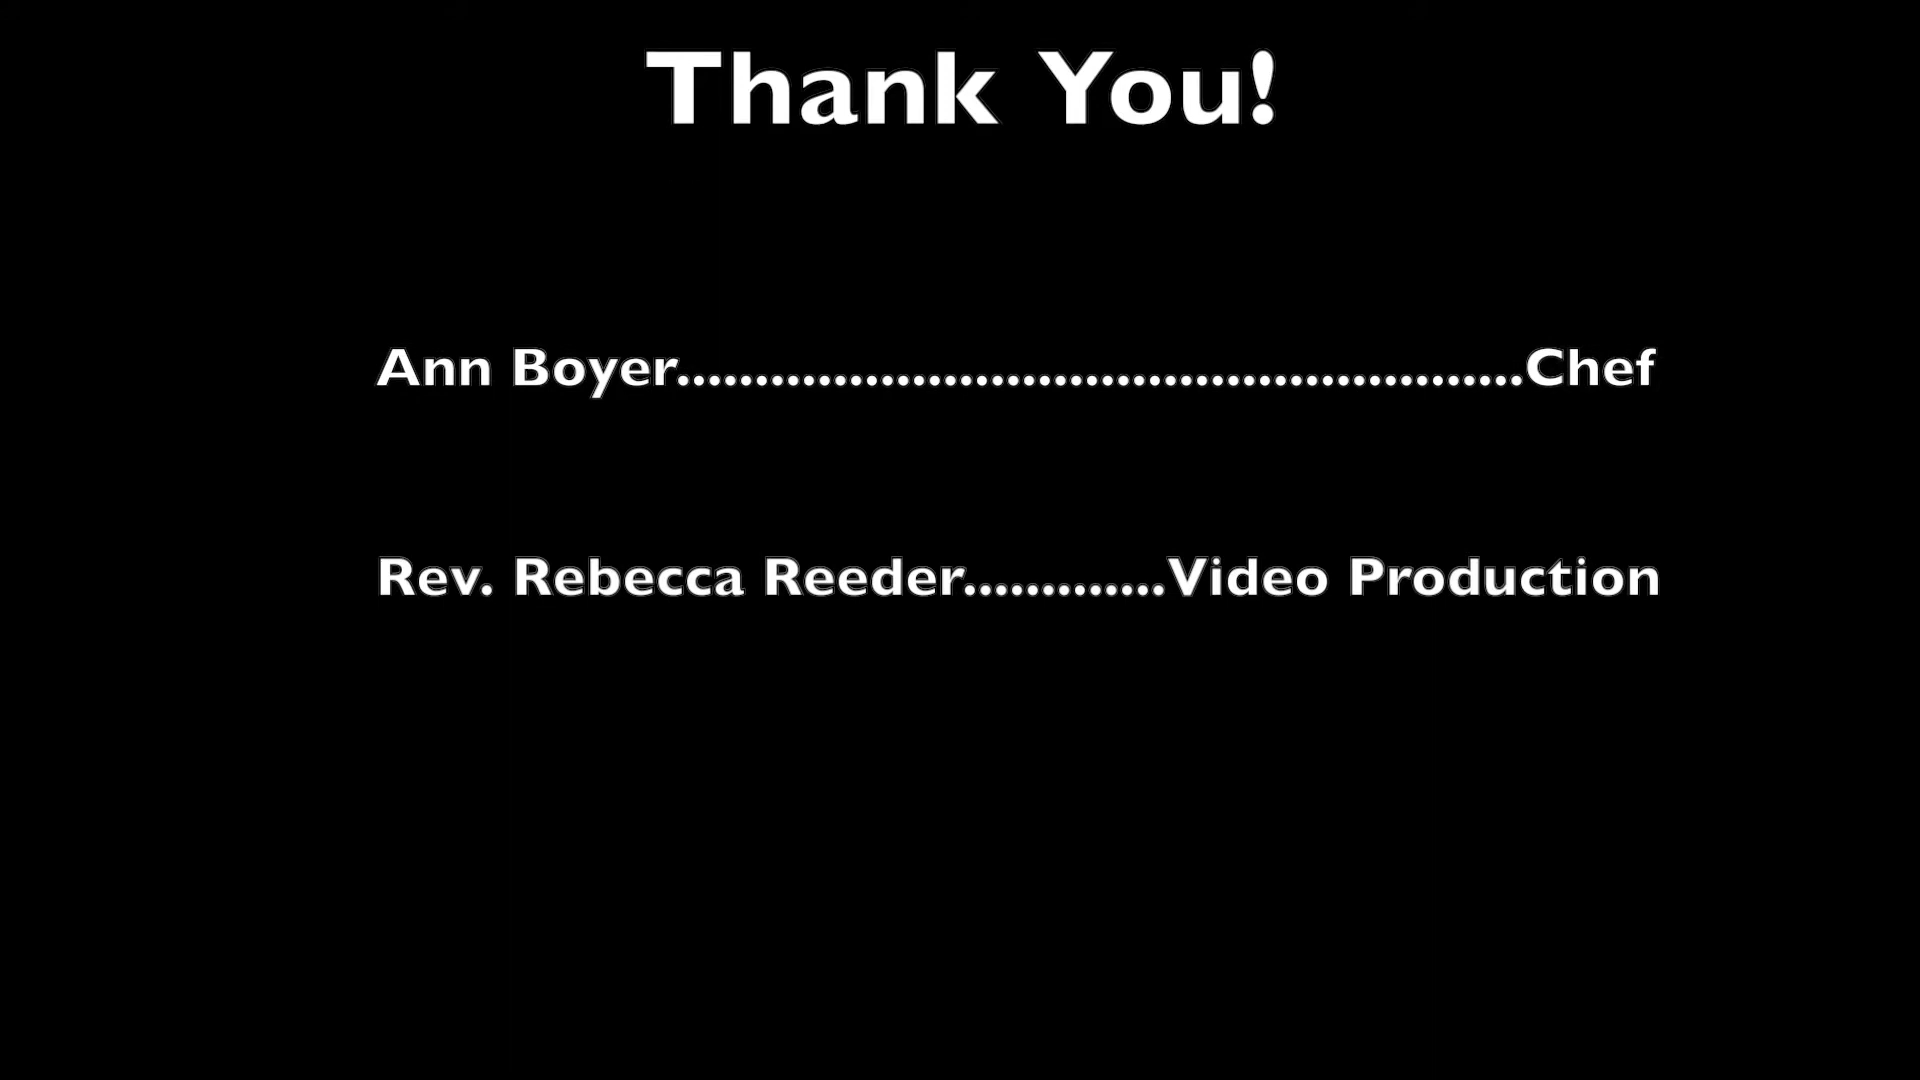 Thank You!
Ann Boyer.......................................................Chef
Rev. Rebecca Reeder.............Video Production